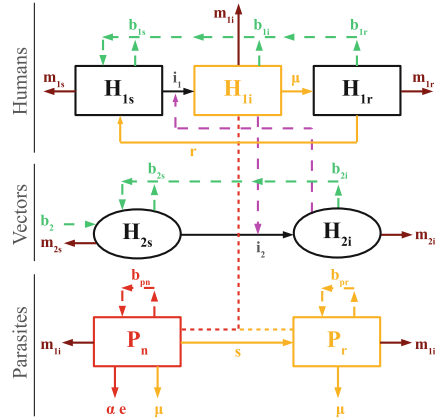 Humans
m1i
b1s
b1i
b1r
m1s
H1s
i1
H1i
μ
H1r
m1r
r
Vectors
b2s
b2i
b2
H2s
H2i
m2s
i2
m2i
Parasites
bpn
bpr
m1i
Pn
s
Pr
m1i
α e
μ
μ